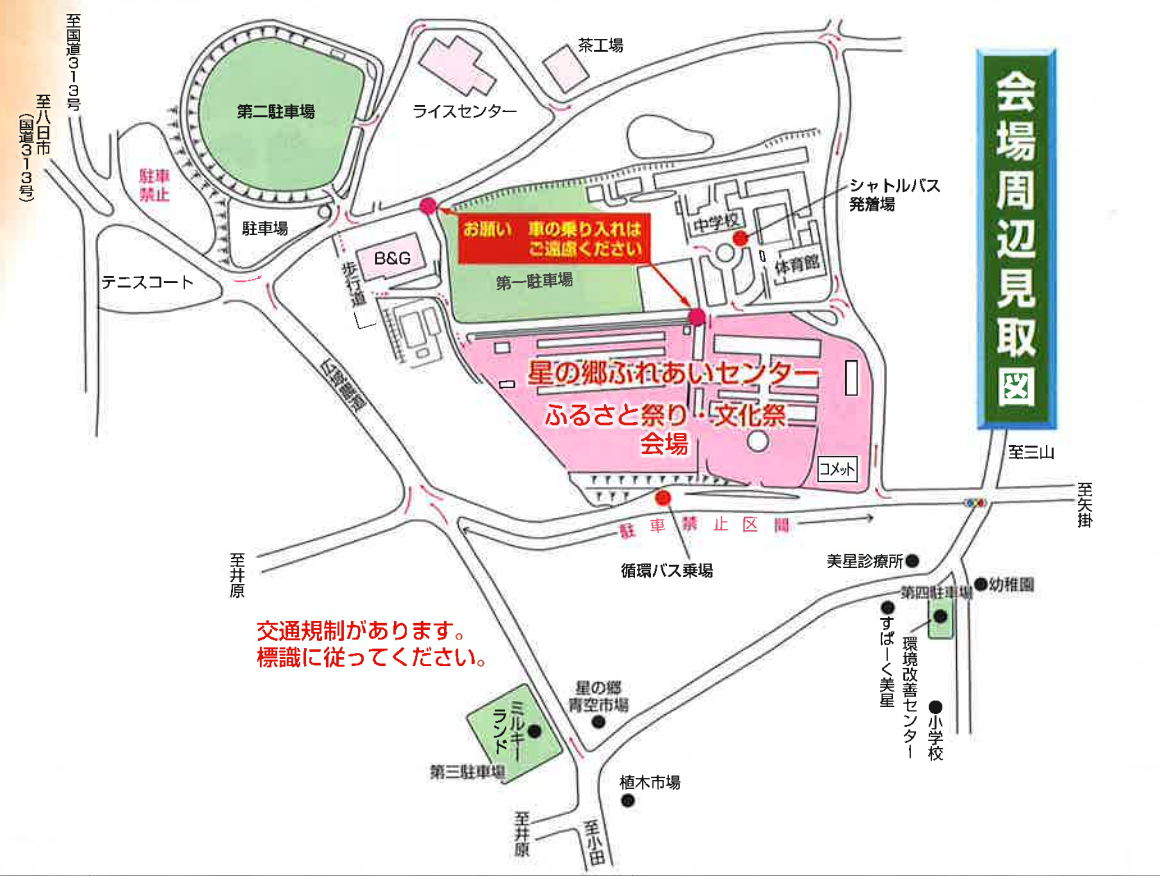 会場周辺見取図
至国道313号
至八日市
(国道313号)
駐車
禁止
第二駐車場
駐車場
テニスコート
ライスセンター
茶工場
B&G
歩行道
お願い 車の乗り入れは
ご遠慮ください
第一駐車場
中学校
体育館
シャトルバス
発着場
広域農道
星の郷ふれあいセンター
ふるさと祭り・文化祭
会場
コメット
至三山
至矢掛
駐車禁止区間
循環バス乗場
至井原
交通規制があります。
標識に従ってください。
美星診療所
第四駐車場
幼稚園
すぱーく美星
環境改善センター
小学校
星の郷
青空市場
ミルキー
ランド
第三駐車場
植木市場
至井原
至小田